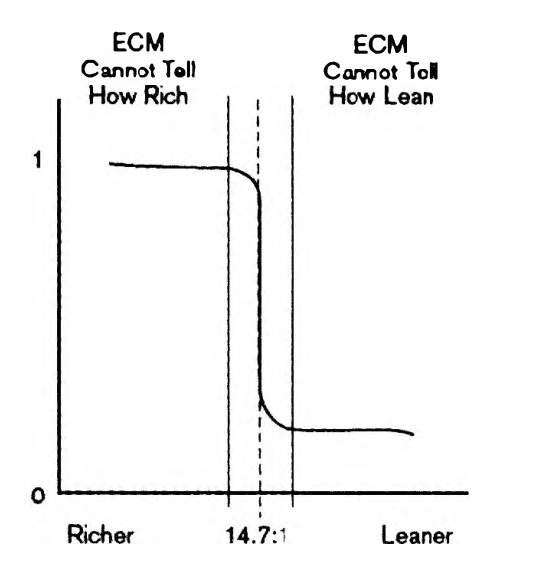 ECM
Cannot Tell
How Rich
ECM
Cannot Tell
How Lean
1
0
Richer
14.7:1
Leaner